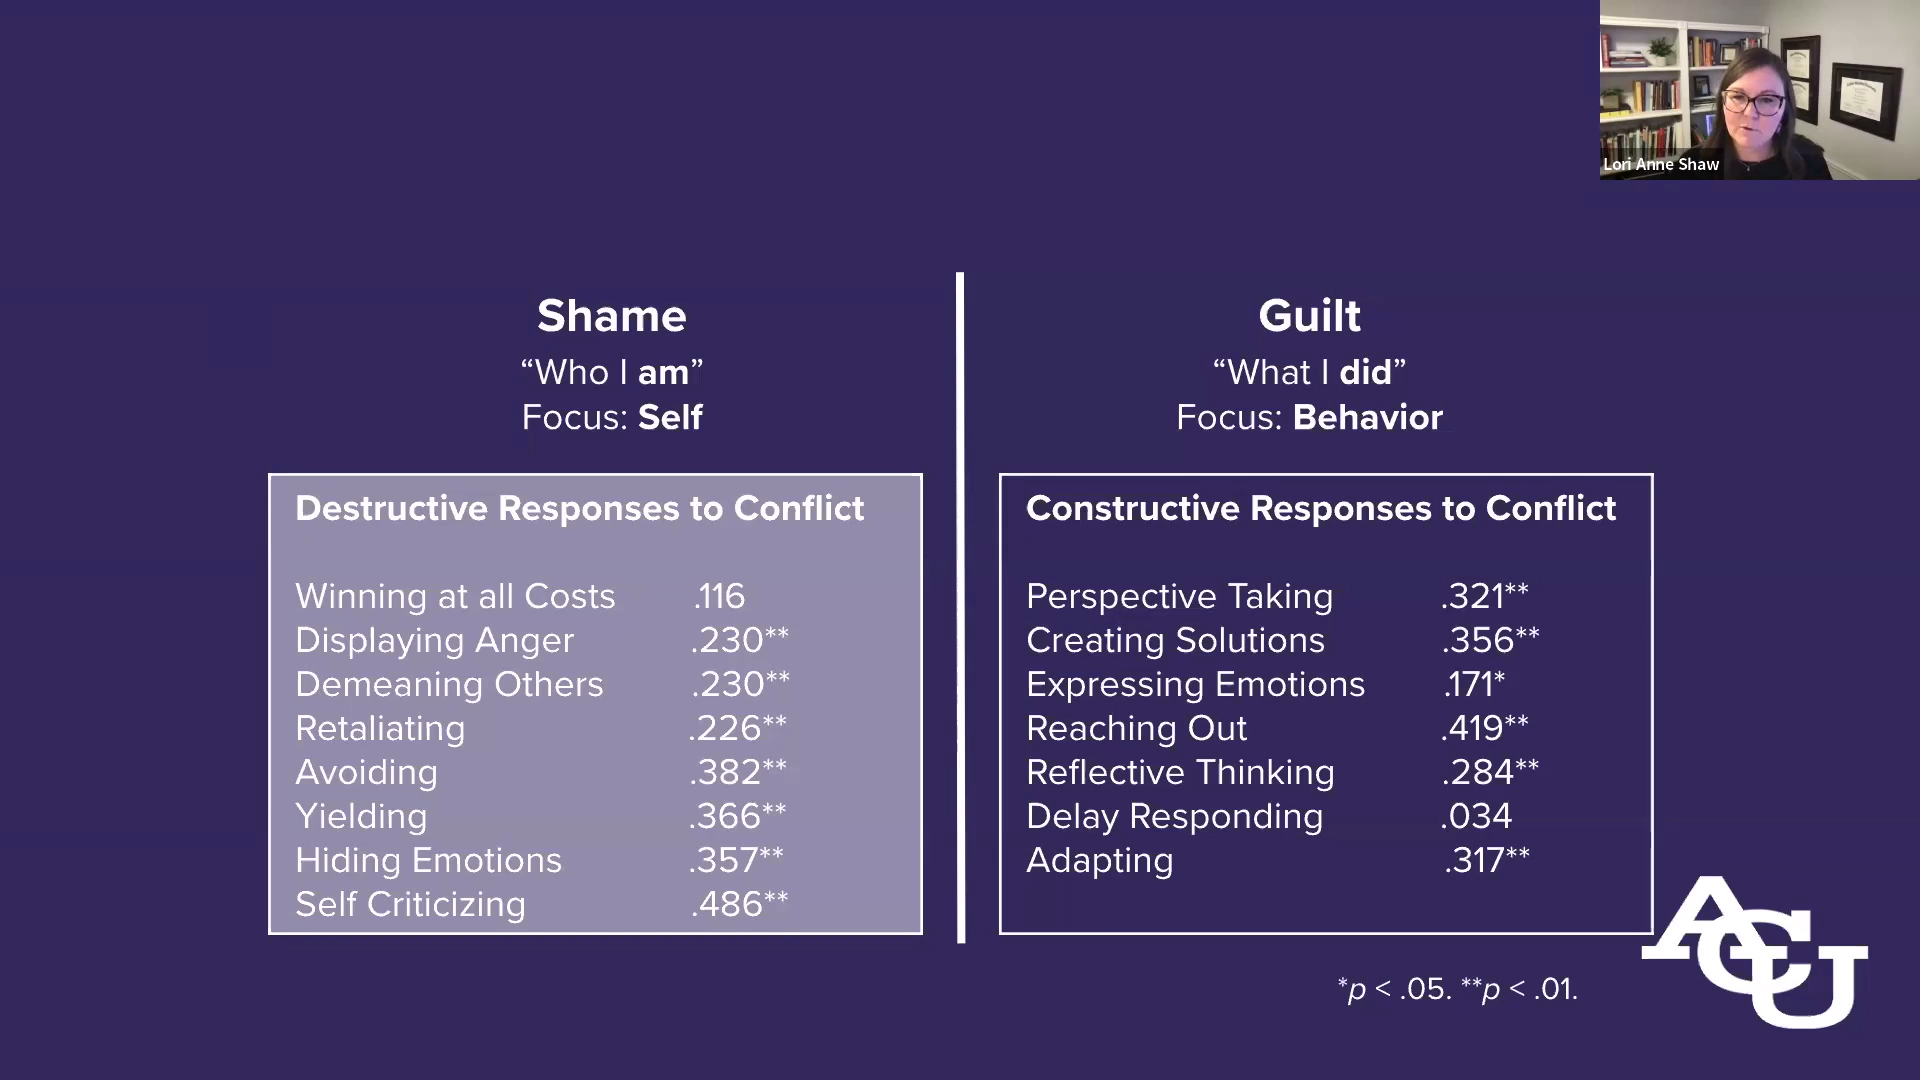 Lori Anne Shaw
Shame
“Who I am”
Focus: Self
Destructive Responses to Conflict
Winning at all Costs .116
Displaying Anger .230**
Demeaning Others .230**
Retaliating .226**
Avoiding .382**
Yielding .366**
Hiding Emotions .357**
Self Criticizing .486**
Guilt
“What I did”
Focus: Behavior
Constructive Responses to Conflict
Perspective Taking .321**
Creating Solutions .356**
Expressing Emotions .171*
Reaching Out .419**
Reflective Thinking .284**
Delay Responding .034
Adapting .317**
*p < .05. **p < .01.
ACU